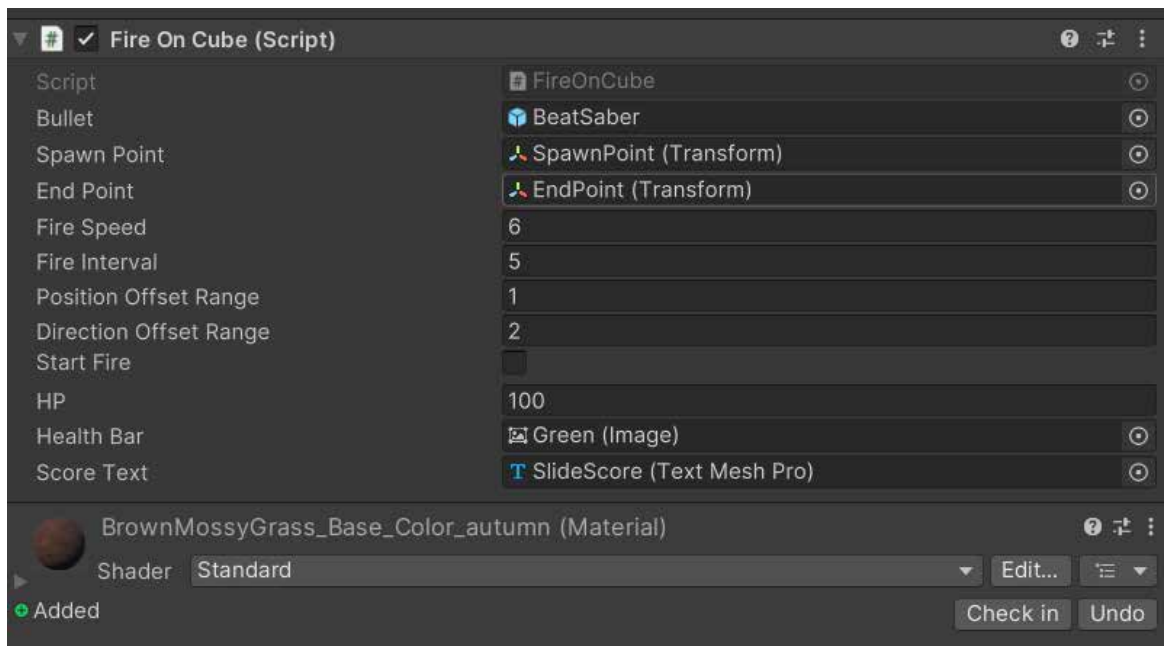 Fire On Cube (Script)
Script FireOnCube
Bullet BeatSaber
Spawn Point SpawnPoint (Transform)
End Point EndPoint (Transform)
Fire Speed 6
Fire Interval 5
Position Offset Range 1
Direction Offset Range 2
Start Fire
HP 100
Health Bar Green (Image)
Score Text SlideScore (Text Mesh Pro)
BrownMossyGrass_Base_Color_autumn (Material)
Shader Standard Edit...
Added Check in Undo